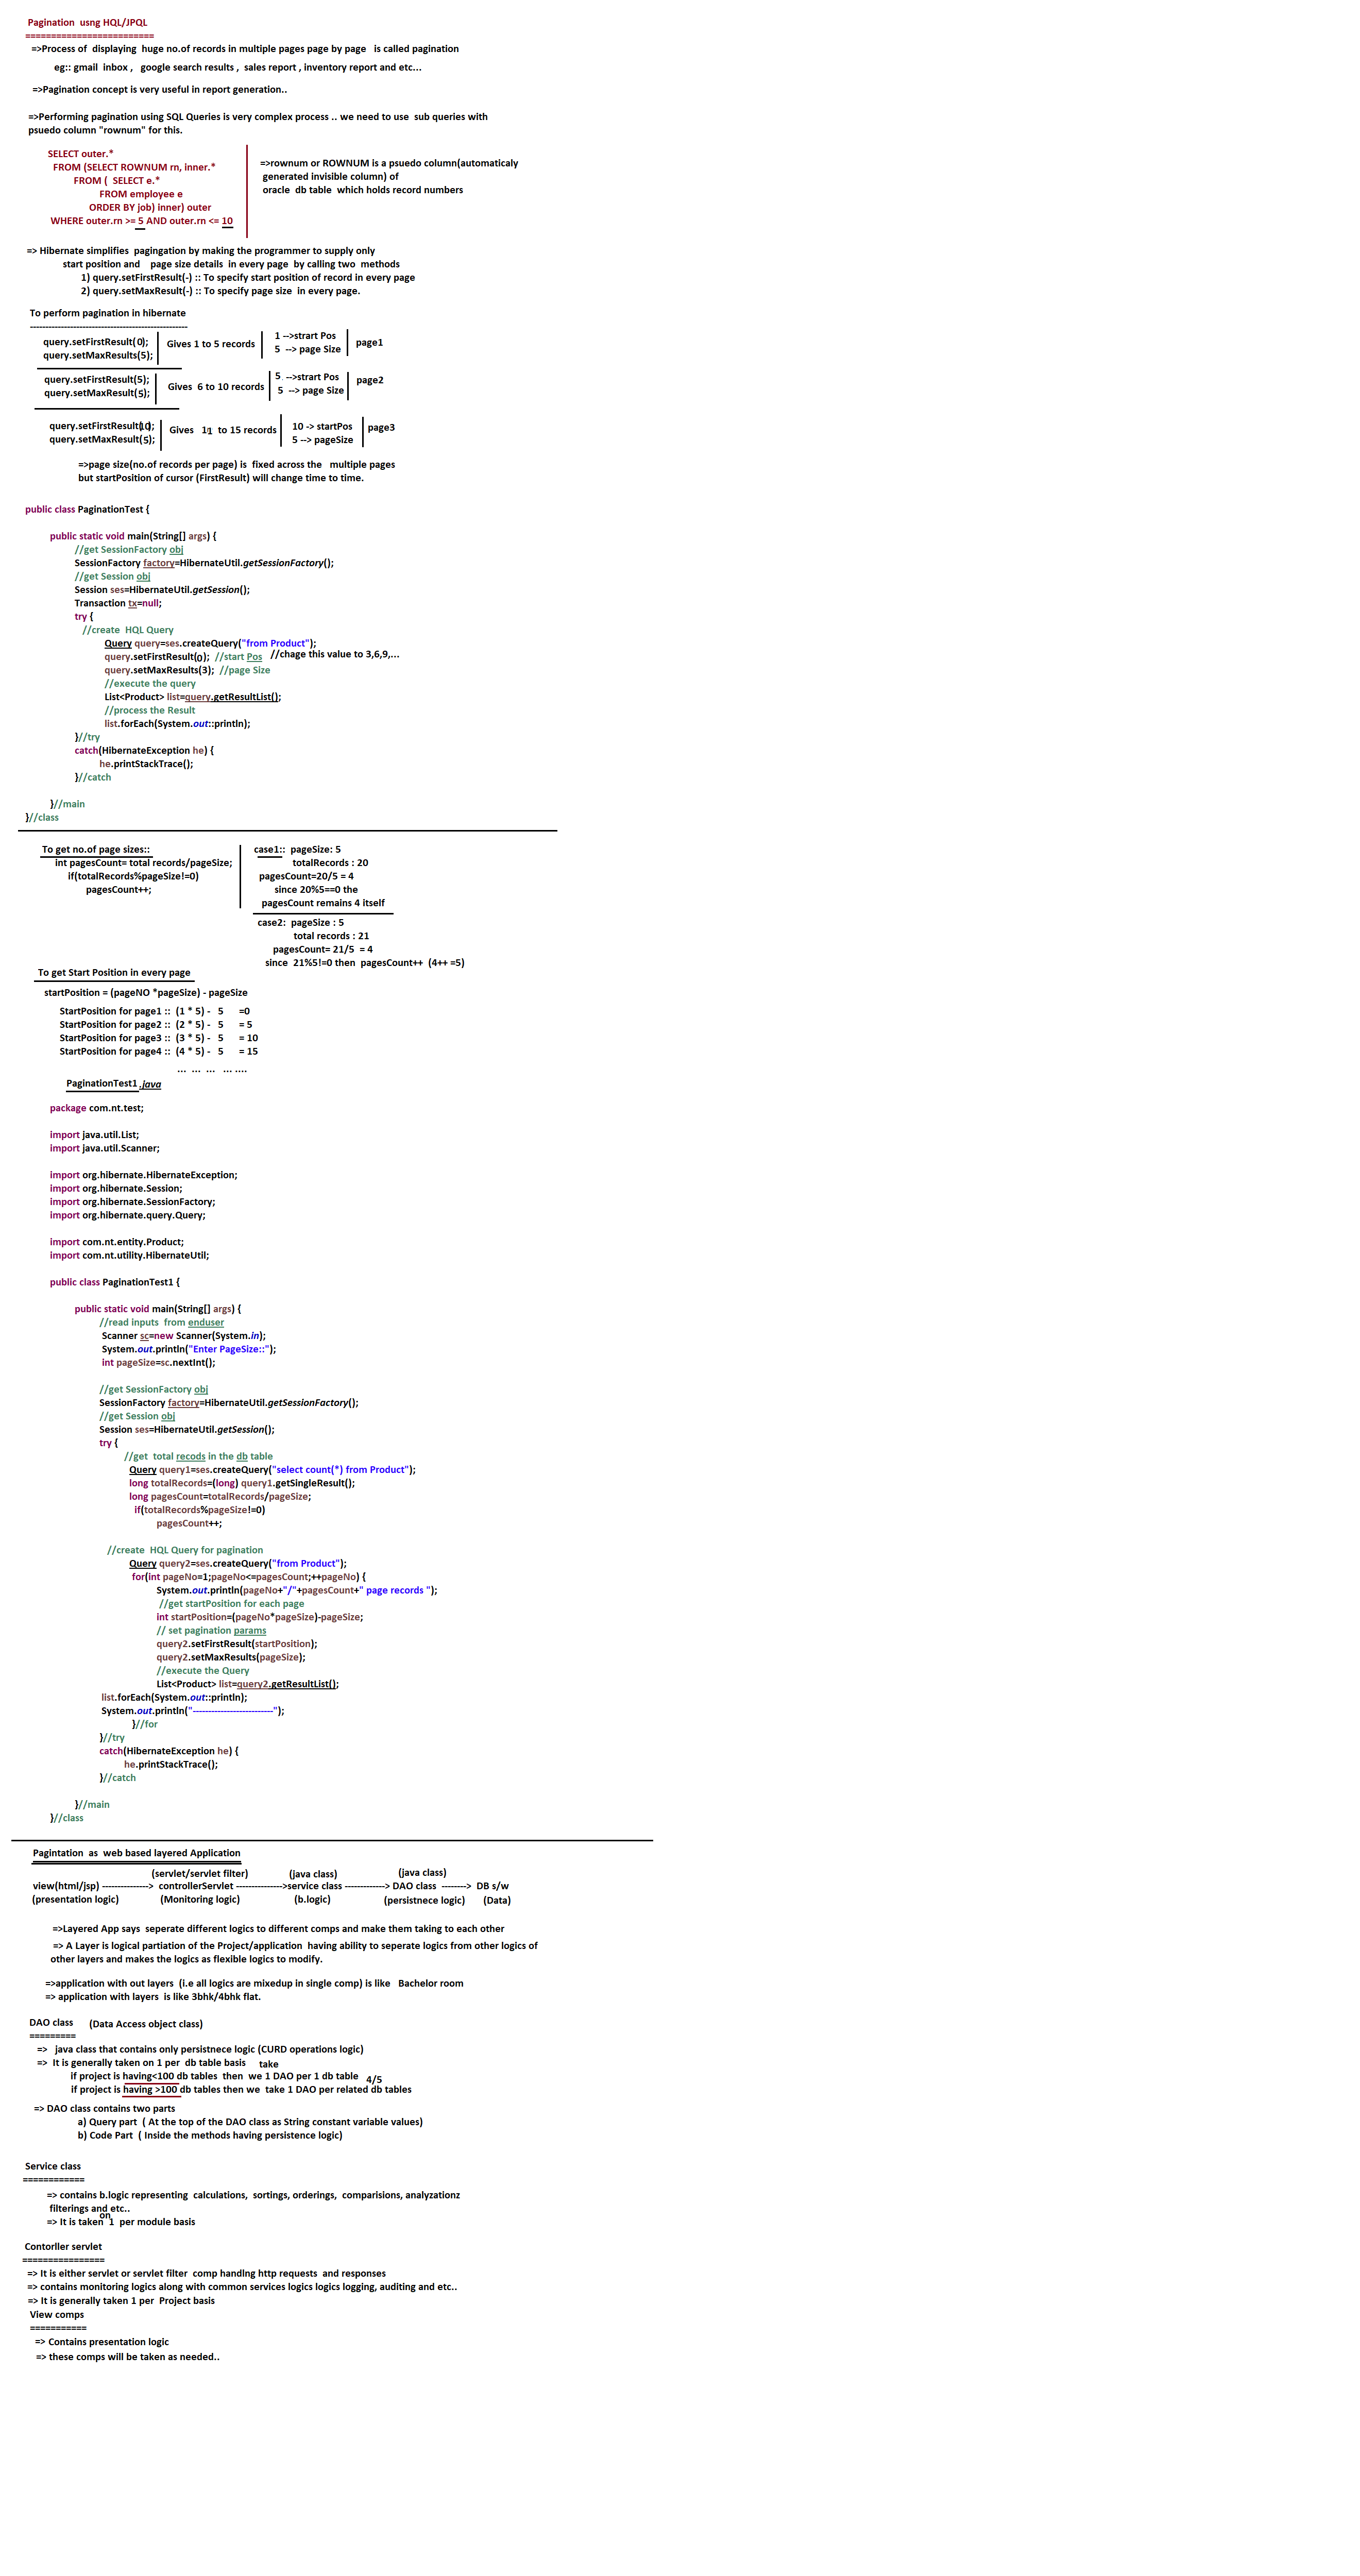 Pagination usng HQL/JPQL
=========================
=>Process of displaying huge no.of records in multiple pages page by page is called pagination
eg:: gmail inbox , google search results , sales report , inventory report and etc...
=>Pagination concept is very useful in report generation..
=>Performing pagination using SQL Queries is very complex process .. we need to use sub queries with
psuedo column "rownum" for this.
SELECT outer.*
FROM (SELECT ROWNUM rn, inner.*
FROM ( SELECT e.*
FROM employee e
ORDER BY job) inner) outer
WHERE outer.rn >= 5 AND outer.rn <= 10
=>rownum or ROWNUM is a psuedo column(automaticaly
generated invisible column) of
oracle db table which holds record numbers
=> Hibernate simplifies pagingation by making the programmer to supply only
start position and page size details in every page by calling two methods
1) query.setFirstResult(-) :: To specify start position of record in every page
2) query.setMaxResult(-) :: To specify page size in every page.
To perform pagination in hibernate
----------------------------------------------------
query.setFirstResult(0);
query.setMaxResults(5);
Gives 1 to 5 records
1 -->strart Pos
5 --> page Size
page1
query.setFirstResult(5);
query.setMaxResult(5);
Gives 6 to 10 records
5 -->strart Pos
5 --> page Size
page2
query.setFirstResult(10);
query.setMaxResult(5);
Gives 11 to 15 records
10 -> startPos
5 --> pageSize
page3
=>page size(no.of records per page) is fixed across the multiple pages
but startPosition of cursor (FirstResult) will change time to time.
public class PaginationTest {
public static void main(String[] args) {
//get SessionFactory obj
SessionFactory factory=HibernateUtil.getSessionFactory();
//get Session obj
Session ses=HibernateUtil.getSession();
Transaction tx=null;
try {
//create HQL Query
Query query=ses.createQuery("from Product");
query.setFirstResult(0); //start Pos //chage this value to 3,6,9,...
query.setMaxResults(3); //page Size
//execute the query
List<Product> list=query.getResultList();
//process the Result
list.forEach(System.out::println);
}//try
catch(HibernateException he) {
he.printStackTrace();
}//catch
}//main
}//class
To get no.of page sizes::
int pagesCount= total records/pageSize;
if(totalRecords%pageSize!=0)
pagesCount++;
case1:: pageSize: 5
totalRecords : 20
pagesCount=20/5 = 4
since 20%5==0 the
pagesCount remains 4 itself
case2: pageSize : 5
total records : 21
pagesCount= 21/5 = 4
since 21%5!=0 then pagesCount++ (4++ =5)
To get Start Position in every page
startPosition = (pageNO *pageSize) - pageSize
StartPosition for page1 :: (1 * 5) - 5 =0
StartPosition for page2 :: (2 * 5) - 5 = 5
StartPosition for page3 :: (3 * 5) - 5 = 10
StartPosition for page4 :: (4 * 5) - 5 = 15
... ... ... ... ....
PaginationTest1.java
package com.nt.test;
import java.util.List;
import java.util.Scanner;
import org.hibernate.HibernateException;
import org.hibernate.Session;
import org.hibernate.SessionFactory;
import org.hibernate.query.Query;
import com.nt.entity.Product;
import com.nt.utility.HibernateUtil;
public class PaginationTest1 {
public static void main(String[] args) {
//read inputs from enduser
Scanner sc=new Scanner(System.in);
System.out.println("Enter PageSize::");
int pageSize=sc.nextInt();
//get SessionFactory obj
SessionFactory factory=HibernateUtil.getSessionFactory();
//get Session obj
Session ses=HibernateUtil.getSession();
try {
//get total recods in the db table
Query query1=ses.createQuery("select count(*) from Product");
long totalRecords=(long) query1.getSingleResult();
long pagesCount=totalRecords/pageSize;
if(totalRecords%pageSize!=0)
pagesCount++;
//create HQL Query for pagination
Query query2=ses.createQuery("from Product");
for(int pageNo=1;pageNo<=pagesCount;++pageNo) {
System.out.println(pageNo+"/"+pagesCount+" page records ");
//get startPosition for each page
int startPosition=(pageNo*pageSize)-pageSize;
// set pagination params
query2.setFirstResult(startPosition);
query2.setMaxResults(pageSize);
//execute the Query
List<Product> list=query2.getResultList();
list.forEach(System.out::println);
System.out.println("--------------------------");
}//for
}//try
catch(HibernateException he) {
he.printStackTrace();
}//catch
}//main
}//class
Pagintation as web based layered Application
(servlet/servlet filter) (java class) (java class)
view(html/jsp) ---------------> controllerServlet --------------->service class -------------> DAO class --------> DB s/w
(presentation logic) (Monitoring logic) (b.logic) (persistnece logic) (Data)
=>Layered App says seperate different logics to different comps and make them taking to each other
=> A Layer is logical partiation of the Project/application having ability to seperate logics from other logics of
other layers and makes the logics as flexible logics to modify.
=>application with out layers (i.e all logics are mixedup in single comp) is like Bachelor room
=> application with layers is like 3bhk/4bhk flat.
DAO class (Data Access object class)
=========
=> java class that contains only persistnece logic (CURD operations logic)
=> It is generally taken on 1 per db table basis
take
if project is having<100 db tables then we 1 DAO per 1 db table
4/5
if project is having >100 db tables then we take 1 DAO per related db tables
=> DAO class contains two parts
a) Query part ( At the top of the DAO class as String constant variable values)
b) Code Part ( Inside the methods having persistence logic)
Service class
============
=> contains b.logic representing calculations, sortings, orderings, comparisions, analyzationz
filterings and etc..
on
=> It is taken 1 per module basis
Contorller servlet
================
=> It is either servlet or servlet filter comp handlng http requests and responses
=> contains monitoring logics along with common services logics logics logging, auditing and etc..
=> It is generally taken 1 per Project basis
View comps
===========
=> Contains presentation logic
=> these comps will be taken as needed..